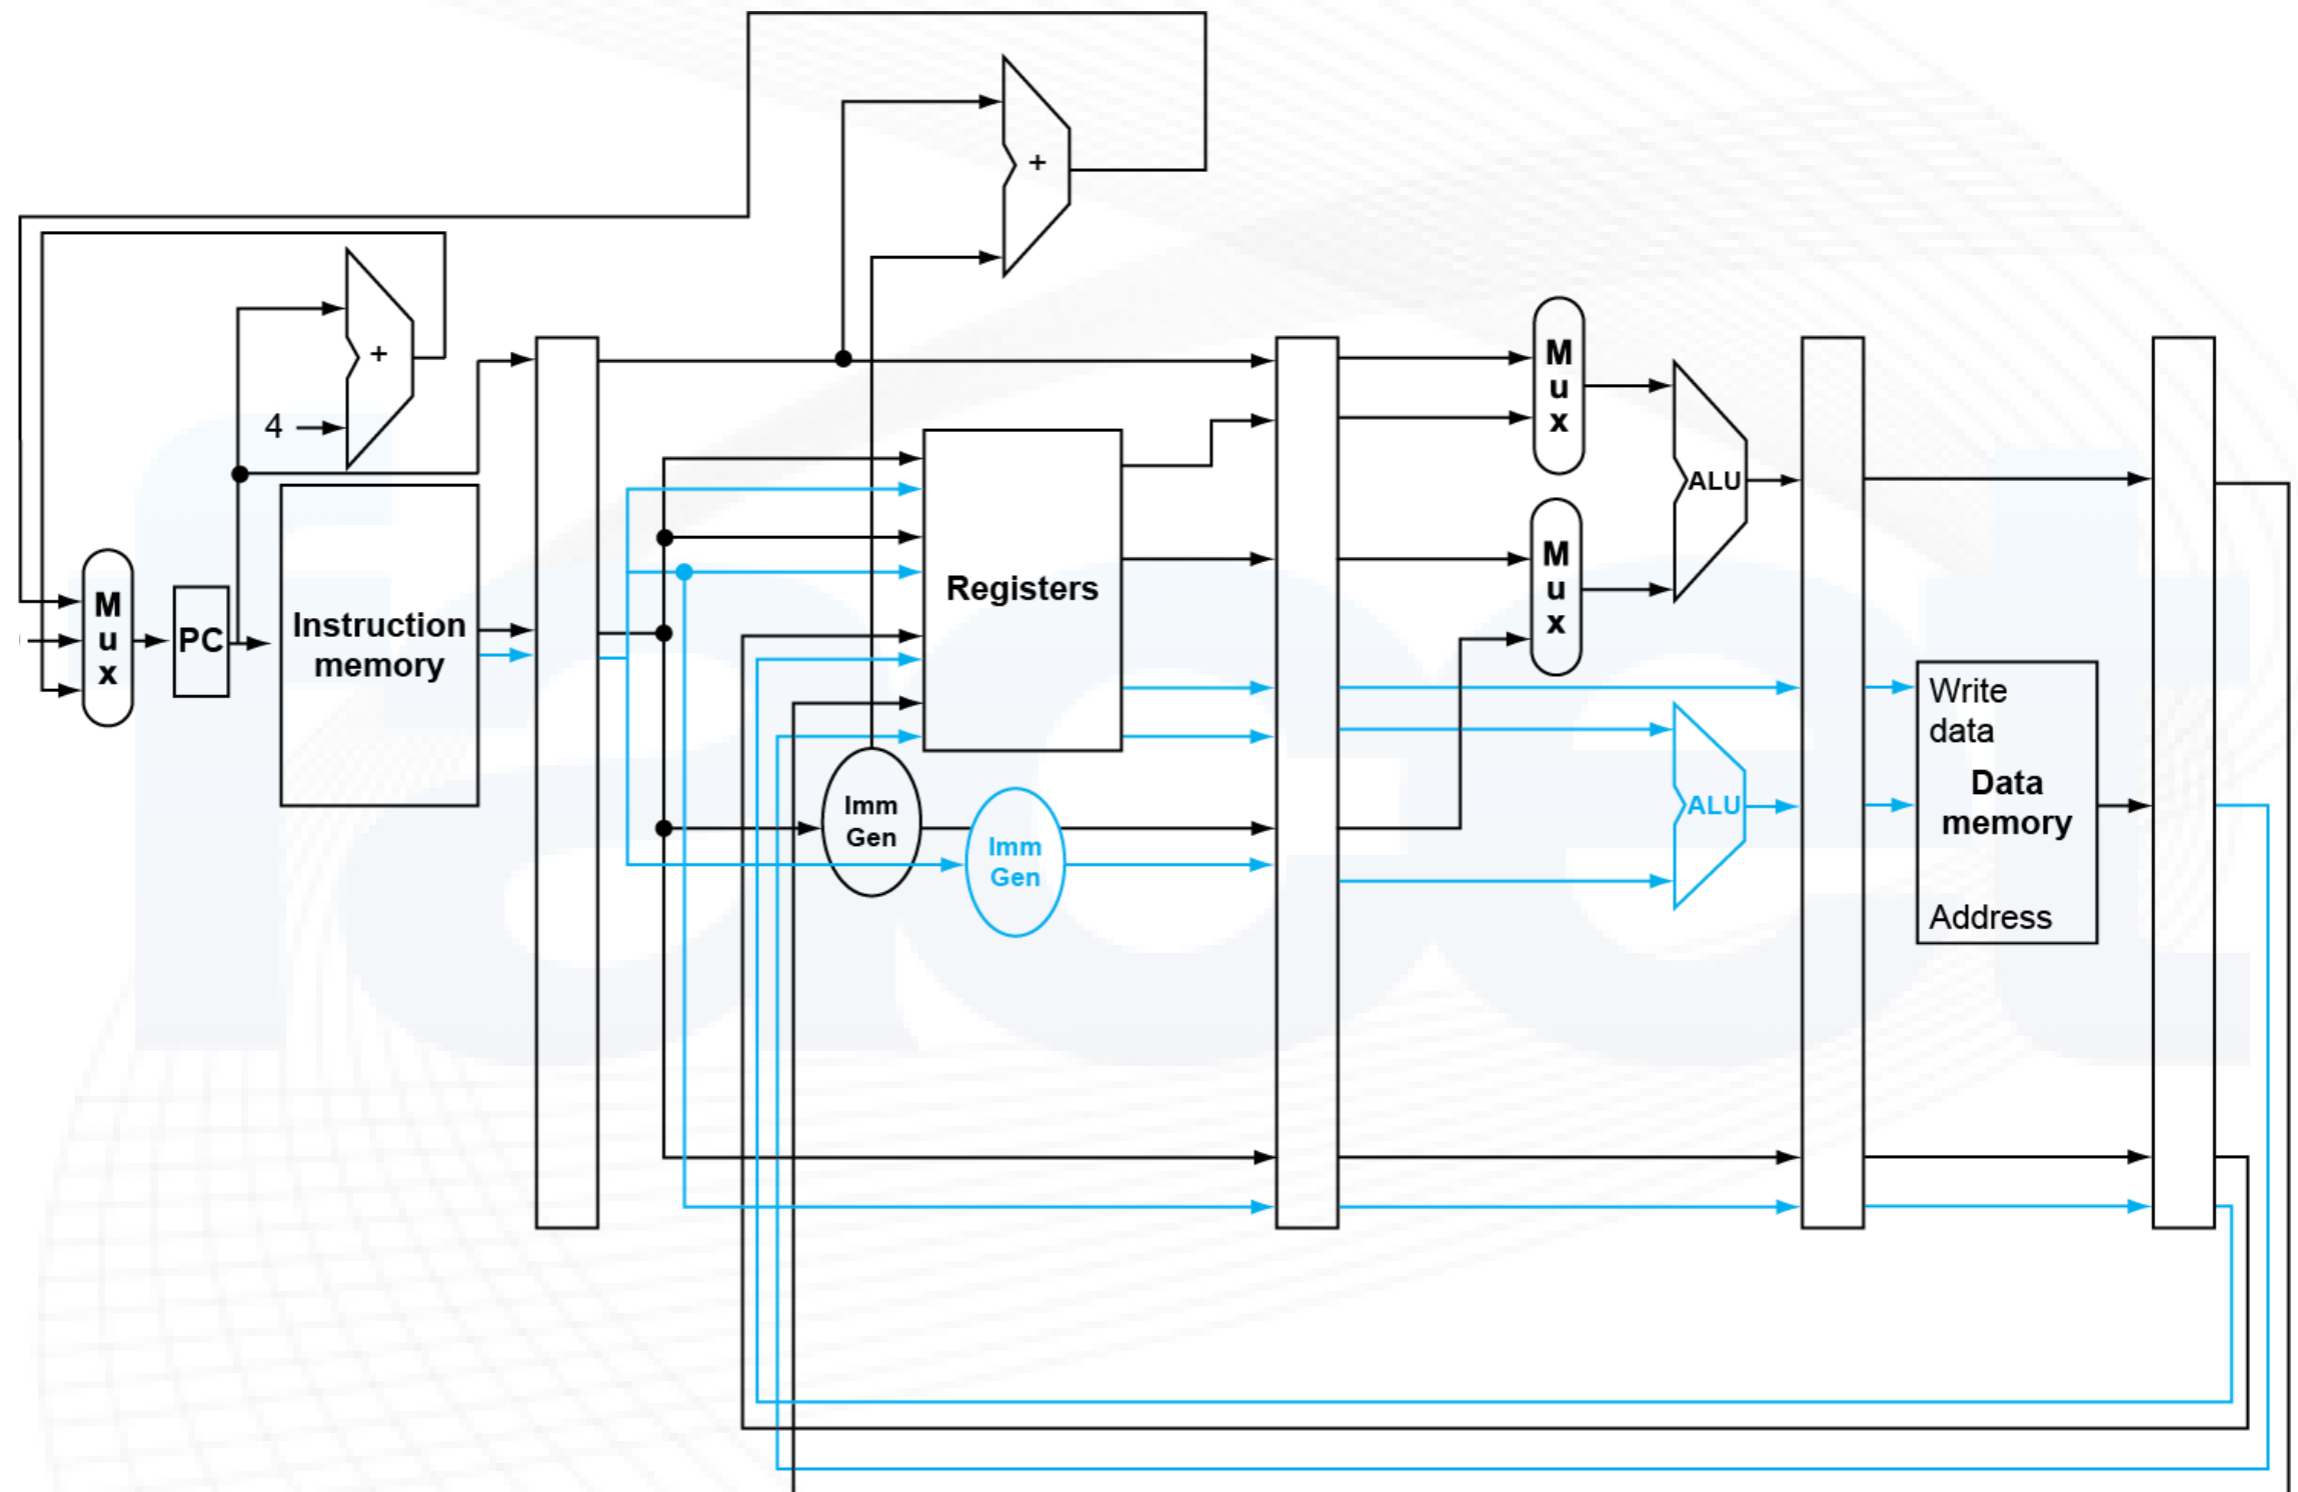 +
+
4
M
u
x
PC
Instruction
memory
Registers
Imm
Gen
Imm
Gen
M
u
x
M
u
x
ALU
ALU
Write
data
Data
memory
Address